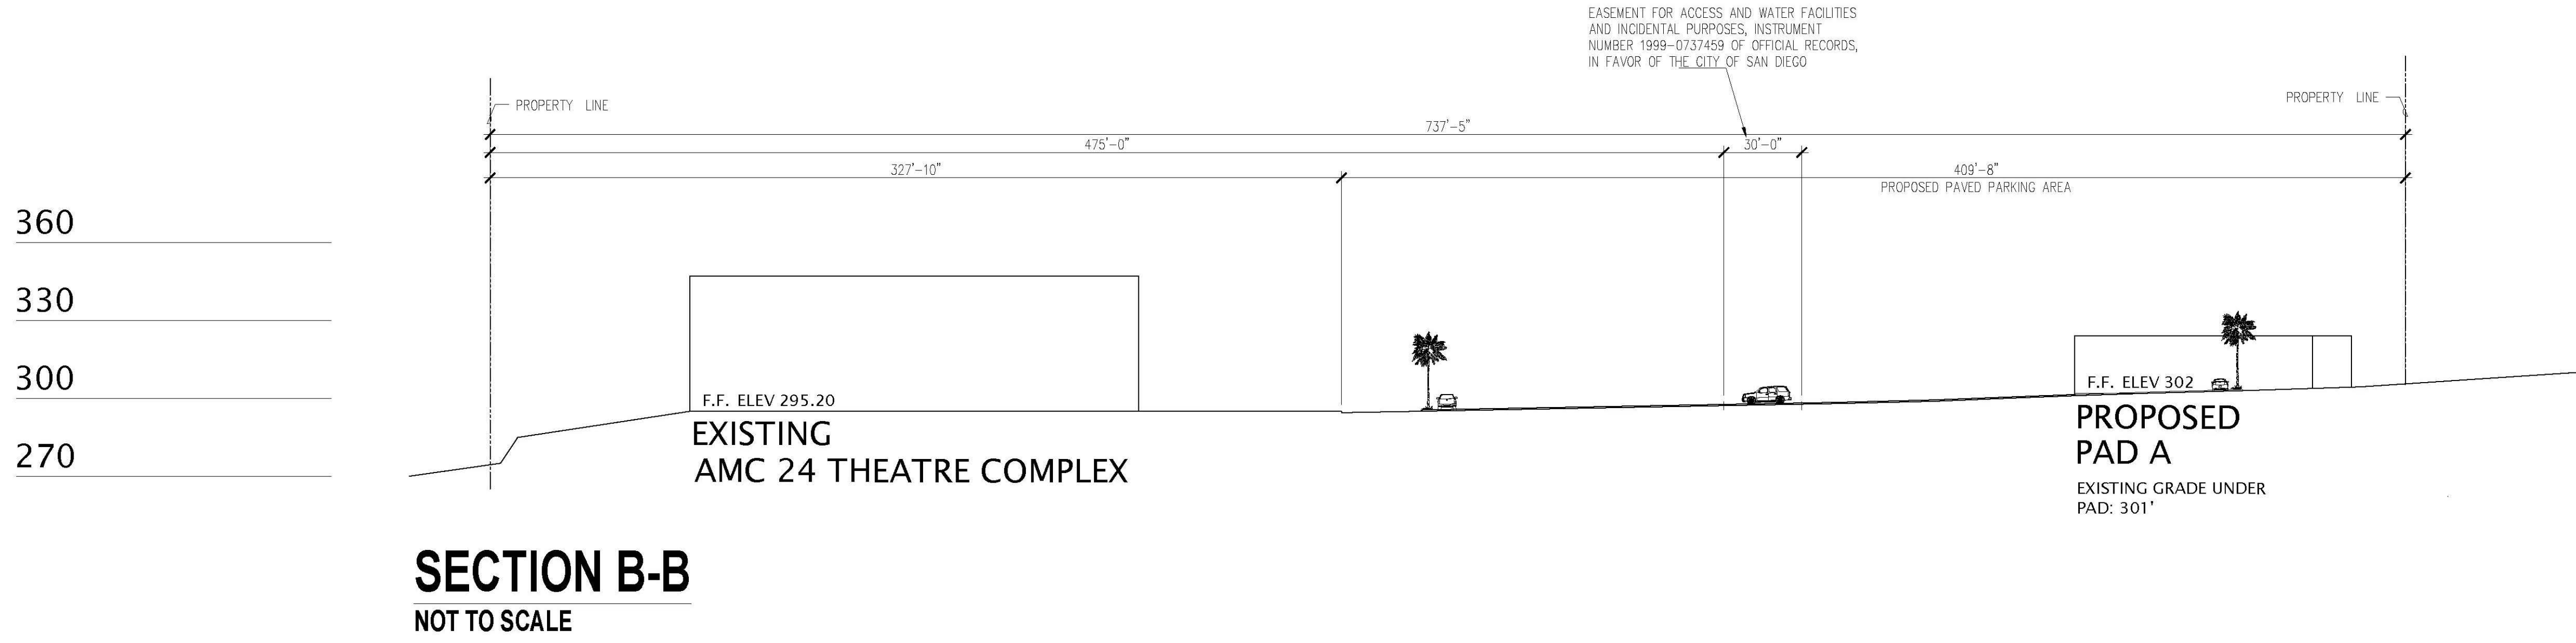 EASEMENT FOR ACCESS AND WATER FACILITIES
AND INCIDENTAL PURPOSES, INSTRUMENT
NUMBER 1999-0737459 OF OFFICIAL RECORDS,
IN FAVOR OF THE CITY OF SAN DIEGO
PROPERTY LINE
PROPERTY LINE
737'-5"
475'-0"
30'-0"
327'-10"
409'-8"
PROPOSED PAVED PARKING AREA
360
330
300
270
F.F. ELEV 295.20
EXISTING
AMC 24 THEATRE COMPLEX
F.F. ELEV 302
PROPOSED
PAD A
EXISTING GRADE UNDER
PAD: 301'
SECTION B-B
NOT TO SCALE